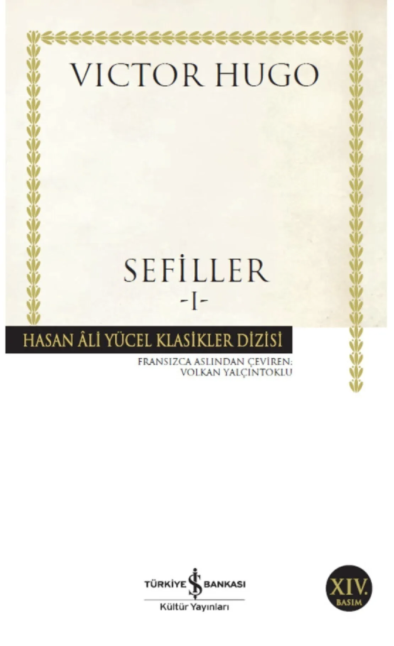 VICTOR HUGO
SEFİLLER
-I-
HASAN ÂLİ YÜCEL KLASİKLER DİZİSİ
FRANSIZCA ASLINDAN ÇEVİREN:
VOLKAN YALÇINTOKLU
TÜRKİYE İŞ BANKASI
Kültür Yayınları
XIV.
BASIM